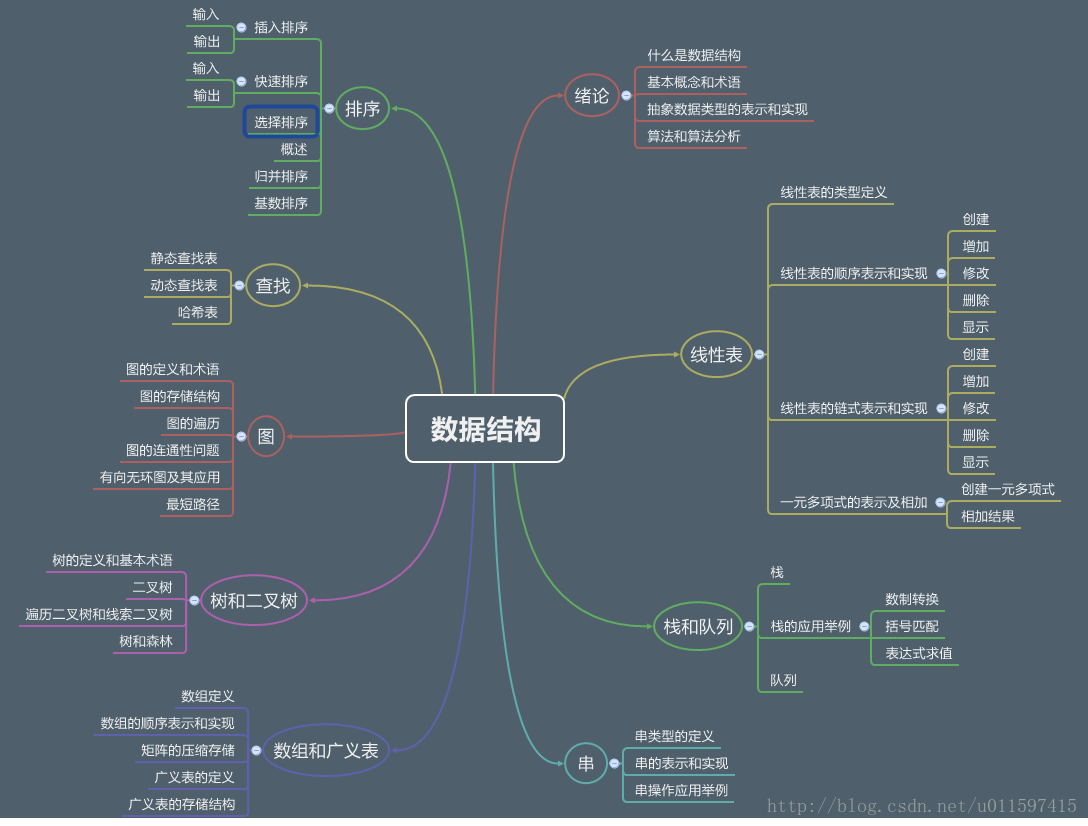 数据结构
绪论
什么是数据结构
基本概念和术语
抽象数据类型的表示和实现
算法和算法分析
线性表
线性表的类型定义
线性表的顺序表示和实现
创建
增加
修改
删除
显示
线性表的链式表示和实现
创建
增加
修改
删除
显示
一元多项式的表示及相加
创建一元多项式
相加结果
栈和队列
栈
栈的应用举例
数制转换
括号匹配
表达式求值
队列
串
串类型的定义
串的表示和实现
串操作应用举例
排序
插入排序
输入
输出
快速排序
输入
输出
选择排序
概述
归并排序
基数排序
查找
静态查找表
动态查找表
哈希表
图
图的定义和术语
图的存储结构
图的遍历
图的连通性问题
有向无环图及其应用
最短路径
树和二叉树
树的定义和基本术语
二叉树
遍历二叉树和线索二叉树
树和森林
数组和广义表
数组定义
数组的顺序表示和实现
矩阵的压缩存储
广义表的定义
广义表的存储结构
http://blog.csdn.net/u011597415